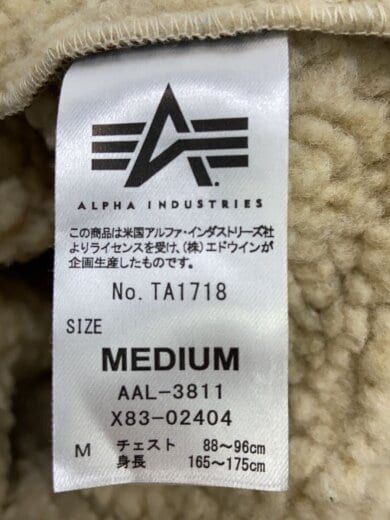 ALPHA INDUSTRIES
この商品は米国アルファ・インダストリーズ社
よりライセンスを受け、(株)エドウインが
企画生産したものです。
No. TA1718
SIZE
MEDIUM
AAL-3811
X83-02404
M チェスト 88〜96cm
身長 165〜175cm